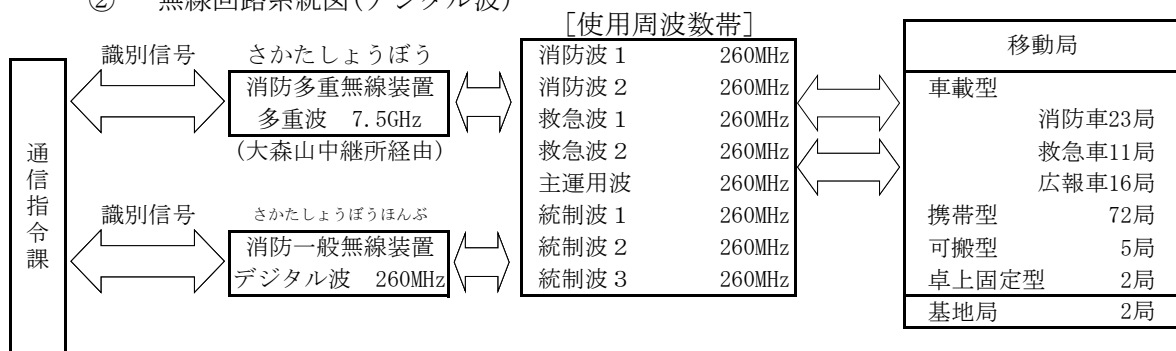 ② 無線回路系統図(デジタル波)
[使用周波数帯]
通信指令課
識別信号
さかたしょうぼう
消防多重無線装置
多重波 7.5GHz
(大森山中継所経由)
識別信号
さかたしょうぼうほんぶ
消防一般無線装置
デジタル波 260MHz
消防波1 260MHz
消防波2 260MHz
救急波1 260MHz
救急波2 260MHz
主運用波 260MHz
統制波1 260MHz
統制波2 260MHz
統制波3 260MHz
移動局
車載型
消防車23局
救急車11局
広報車16局
携帯型 72局
可搬型 5局
卓上固定型 2局
基地局 2局